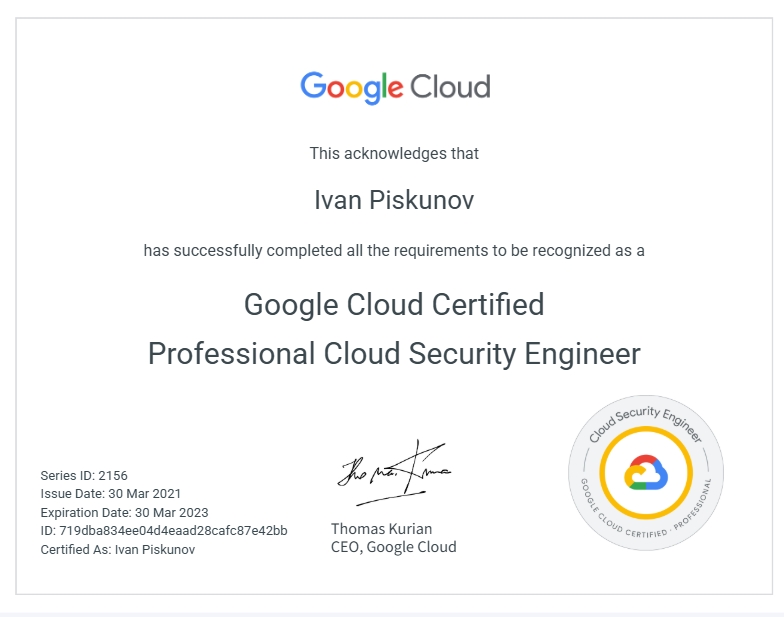 Google Cloud
This acknowledges that
Ivan Piskunov
has successfully completed all the requirements to be recognized as a
Google Cloud Certified
Professional Cloud Security Engineer
Series ID: 2156
Issue Date: 30 Mar 2021
Expiration Date: 30 Mar 2023
ID: 719dba834ee04d4eaad28cafc87e42bb
Certified As: Ivan Piskunov
Thomas Kurian
CEO, Google Cloud
Cloud Security Engineer
GOOGLE CLOUD CERTIFIED · PROFESSIONAL